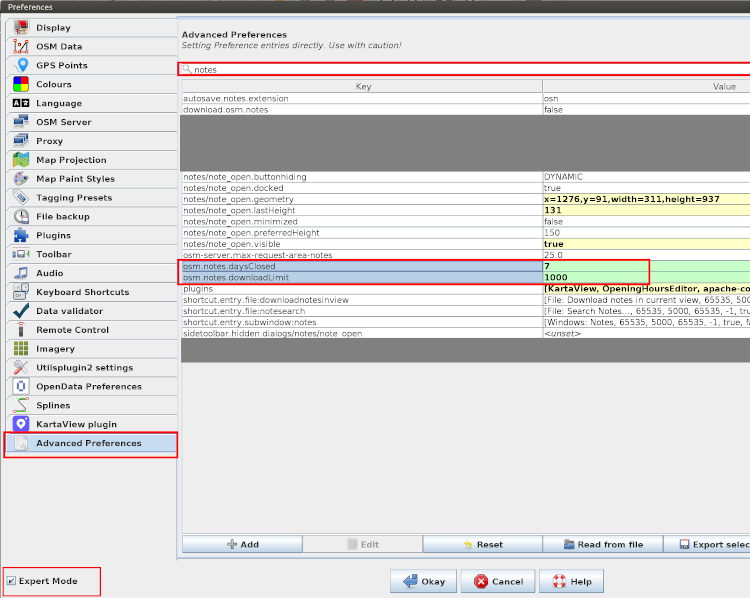 Preferences
Display
OSM Data
GPS Points
Colours
Language
OSM Server
Proxy
Map Projection
Map Paint Styles
Tagging Presets
File backup
Plugins
Toolbar
Audio
Keyboard Shortcuts
Data validator
Remote Control
Imagery
Utilsplugin2 settings
OpenData Preferences
Splines
KartaView plugin
Advanced Preferences
Expert Mode
Advanced Preferences
Setting Preference entries directly. Use with caution!
notes
Key Value
autosave.notes.extension osn
download.osm.notes false
notes/note_open.buttonhiding DYNAMIC
notes/note_open.docked true
notes/note_open.geometry x=1276,y=91,width=311,height=937
notes/note_open.lastHeight 131
notes/note_open.minimized false
notes/note_open.preferredHeight 150
notes/note_open.visible true
osm-server.max-request-area-notes 25.0
osm.notes.daysClosed 7
osm.notes.downloadLimit 1000
plugins [KartaView, OpeningHoursEditor, apache-co
shortcut.entry.file:downloadnotesinview [File: Download notes in current view, 65535, 500
shortcut.entry.file:notesearch [File: Search Notes..., 65535, 5000, 65535, -1, true
shortcut.entry.subwindow:notes [Windows: Notes, 65535, 5000, 65535, -1, true, fa
sidetoolbar.hidden.dialogs/notes/note_open <unset>
Add Edit Reset Read from file Export selec
Okay Cancel Help